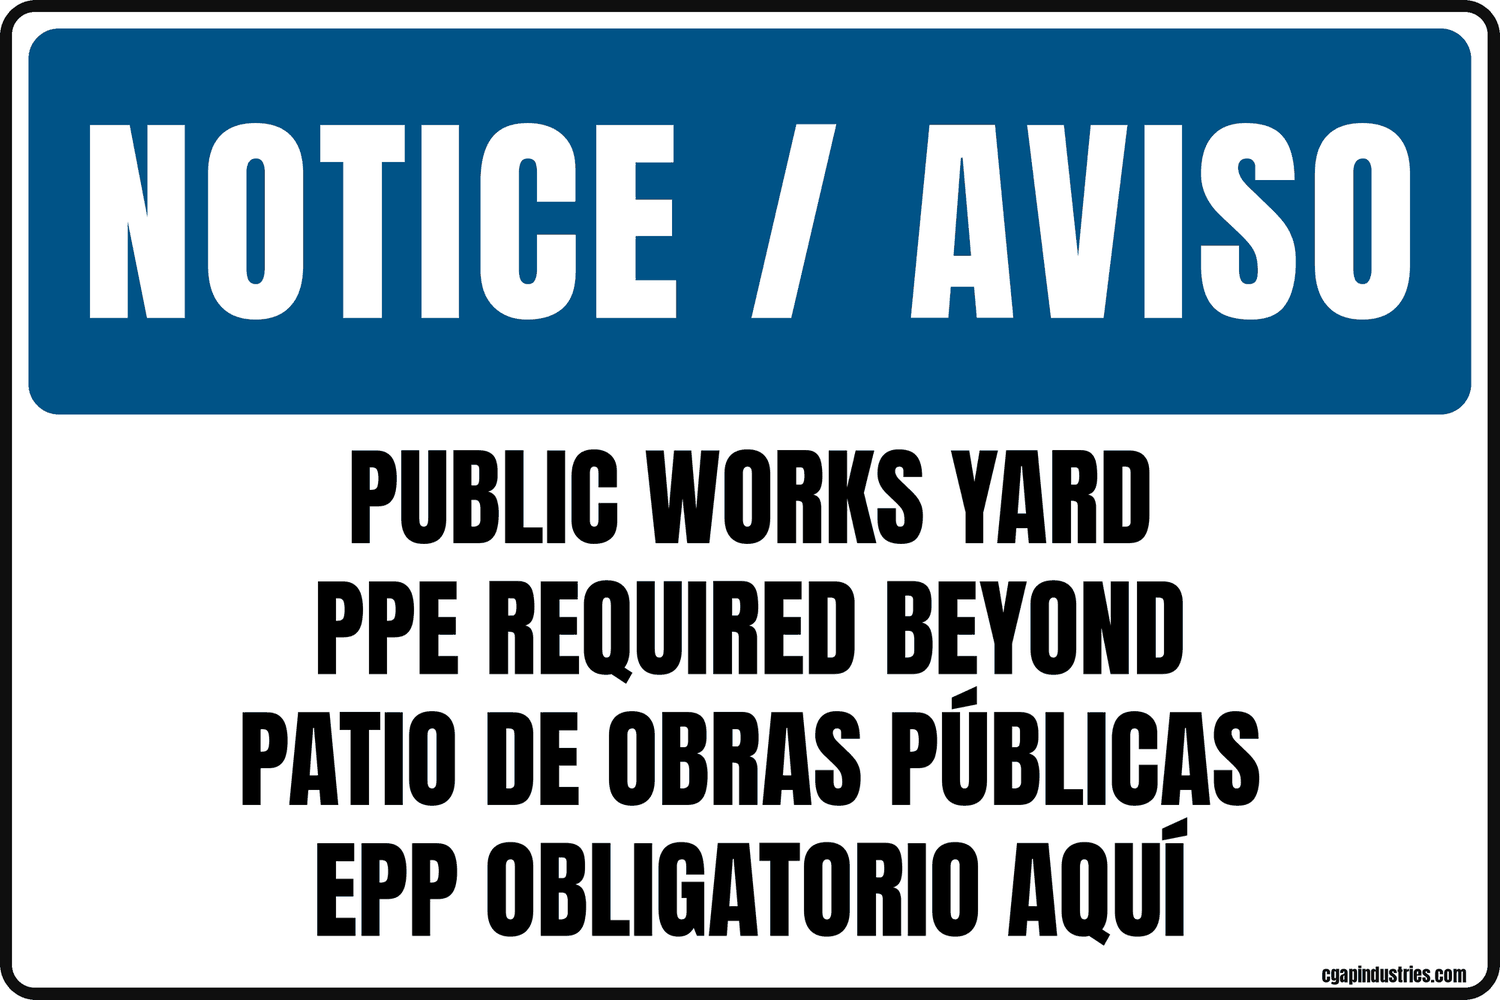 NOTICE / AVISO
PUBLIC WORKS YARD
PPE REQUIRED BEYOND
PATIO DE OBRAS PÚBLICAS
EPP OBLIGATORIO AQUÍ
cgapindustries.com